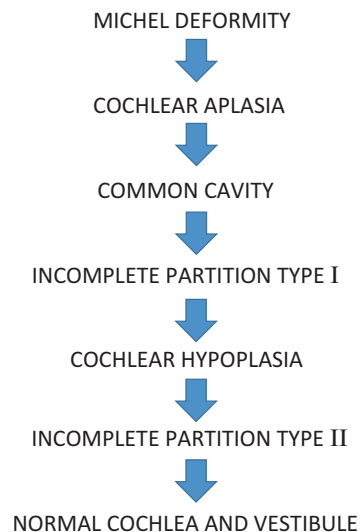 MICHEL DEFORMITY
COCHLEAR APLASIA
COMMON CAVITY
INCOMPLETE PARTITION TYPE I
COCHLEAR HYPOPLASIA
INCOMPLETE PARTITION TYPE II
NORMAL COCHLEA AND VESTIBULE